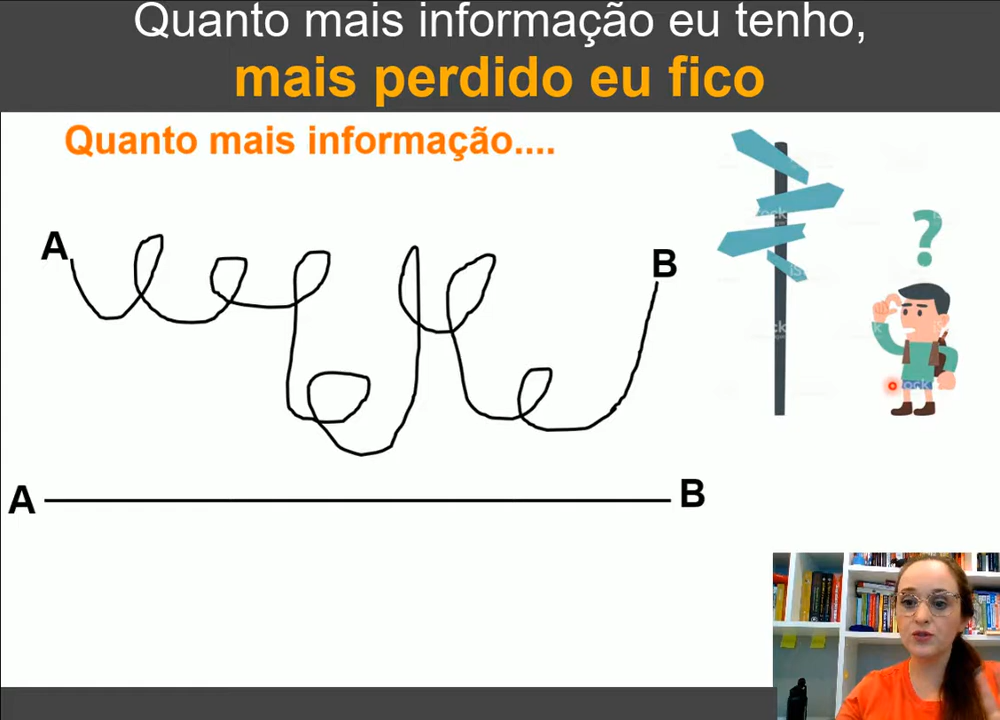 Quanto mais informação eu tenho,
mais perdido eu fico
Quanto mais informação....
A
B
?
A
B